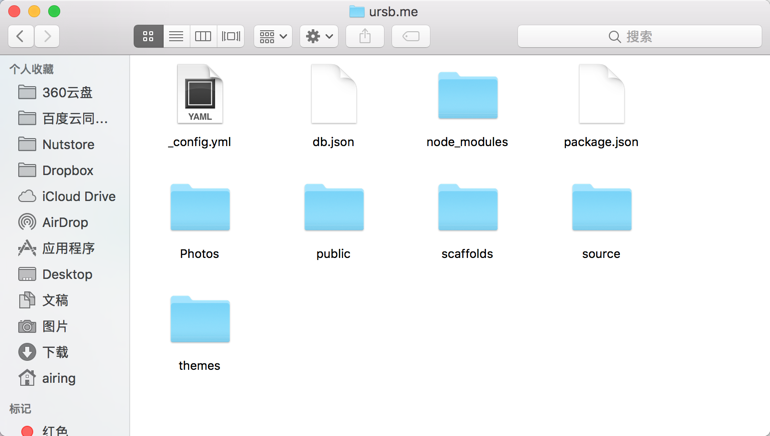 ursb.me
搜索
个人收藏
360云盘
百度云同…
Nutstore
Dropbox
iCloud Drive
AirDrop
应用程序
Desktop
文稿
图片
下载
airing
标记
红色
YAML
_config.yml
db.json
node_modules
package.json
Photos
public
scaffolds
source
themes